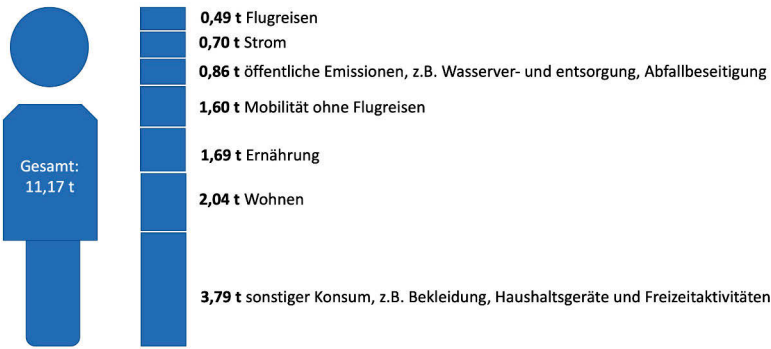 0,49 t Flugreisen
0,70 t Strom
0,86 t öffentliche Emissionen, z.B. Wasserver- und entsorgung, Abfallbeseitigung
1,60 t Mobilität ohne Flugreisen
Gesamt:
11,17 t
1,69 t Ernährung
2,04 t Wohnen
3,79 t sonstiger Konsum, z.B. Bekleidung, Haushaltsgeräte und Freizeitaktivitäten